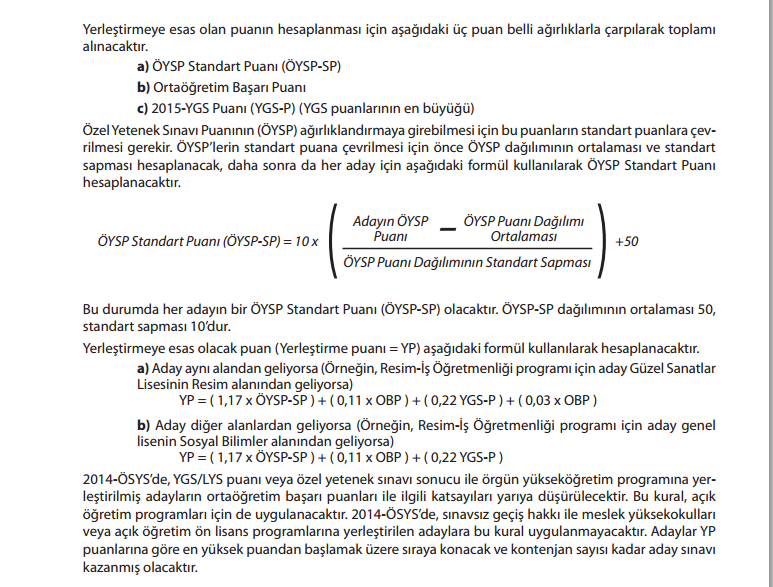 Yerleştirmeye esas olan puanın hesaplanması için aşağıdaki üç puan belli ağırlıklarla çarpılarak toplamı
alınacaktır.
a) ÖYSP Standart Puanı (ÖYSP-SP)
b) Ortaöğretim Başarı Puanı
c) 2015-YGS Puanı (YGS-P) (YGS puanlarının en büyüğü)
Özel Yetenek Sınavı Puanının (ÖYSP) ağırlıklandırmaya girebilmesi için bu puanların standart puanlara çev-
rilmesi gerekir. ÖYSP'lerin standart puana çevrilmesi için önce ÖYSP dağılımının ortalaması ve standart
sapması hesaplanacak, daha sonra da her aday için aşağıdaki formül kullanılarak ÖYSP Standart Puanı
hesaplanacaktır.
ÖYSP Standart Puanı (ÖYSP-SP) = 10 x ( Adayın ÖYSP Puanı — ÖYSP Puanı Dağılımı Ortalaması / ÖYSP Puanı Dağılımının Standart Sapması ) +50
Bu durumda her adayın bir ÖYSP Standart Puanı (ÖYSP-SP) olacaktır. ÖYSP-SP dağılımının ortalaması 50,
standart sapması 10'dur.
Yerleştirmeye esas olacak puan (Yerleştirme puanı = YP) aşağıdaki formül kullanılarak hesaplanacaktır.
a) Aday aynı alandan geliyorsa (Örneğin, Resim-İş Öğretmenliği programı için aday Güzel Sanatlar
Lisesinin Resim alanından geliyorsa)
YP = ( 1,17 x ÖYSP-SP ) + ( 0,11 x OBP ) + ( 0,22 YGS-P ) + ( 0,03 x OBP )
b) Aday diğer alanlardan geliyorsa (Örneğin, Resim-İş Öğretmenliği programı için aday genel
lisenin Sosyal Bilimler alanından geliyorsa)
YP = ( 1,17 x ÖYSP-SP ) + ( 0,11 x OBP ) + ( 0,22 YGS-P )
2014-ÖSYS'de, YGS/LYS puanı veya özel yetenek sınavı sonucu ile örgün yükseköğretim programına yer-
leştirilmiş adayların ortaöğretim başarı puanları ile ilgili katsayıları yarıya düşürülecektir. Bu kural, açık
öğretim programları için de uygulanacaktır. 2014-ÖSYS'de, sınavsız geçiş hakkı ile meslek yüksekokulları
veya açık öğretim ön lisans programlarına yerleştirilen adaylara bu kural uygulanmayacaktır. Adaylar YP
puanlarına göre en yüksek puandan başlamak üzere sıraya konacak ve kontenjan sayısı kadar aday sınavı
kazanmış olacaktır.